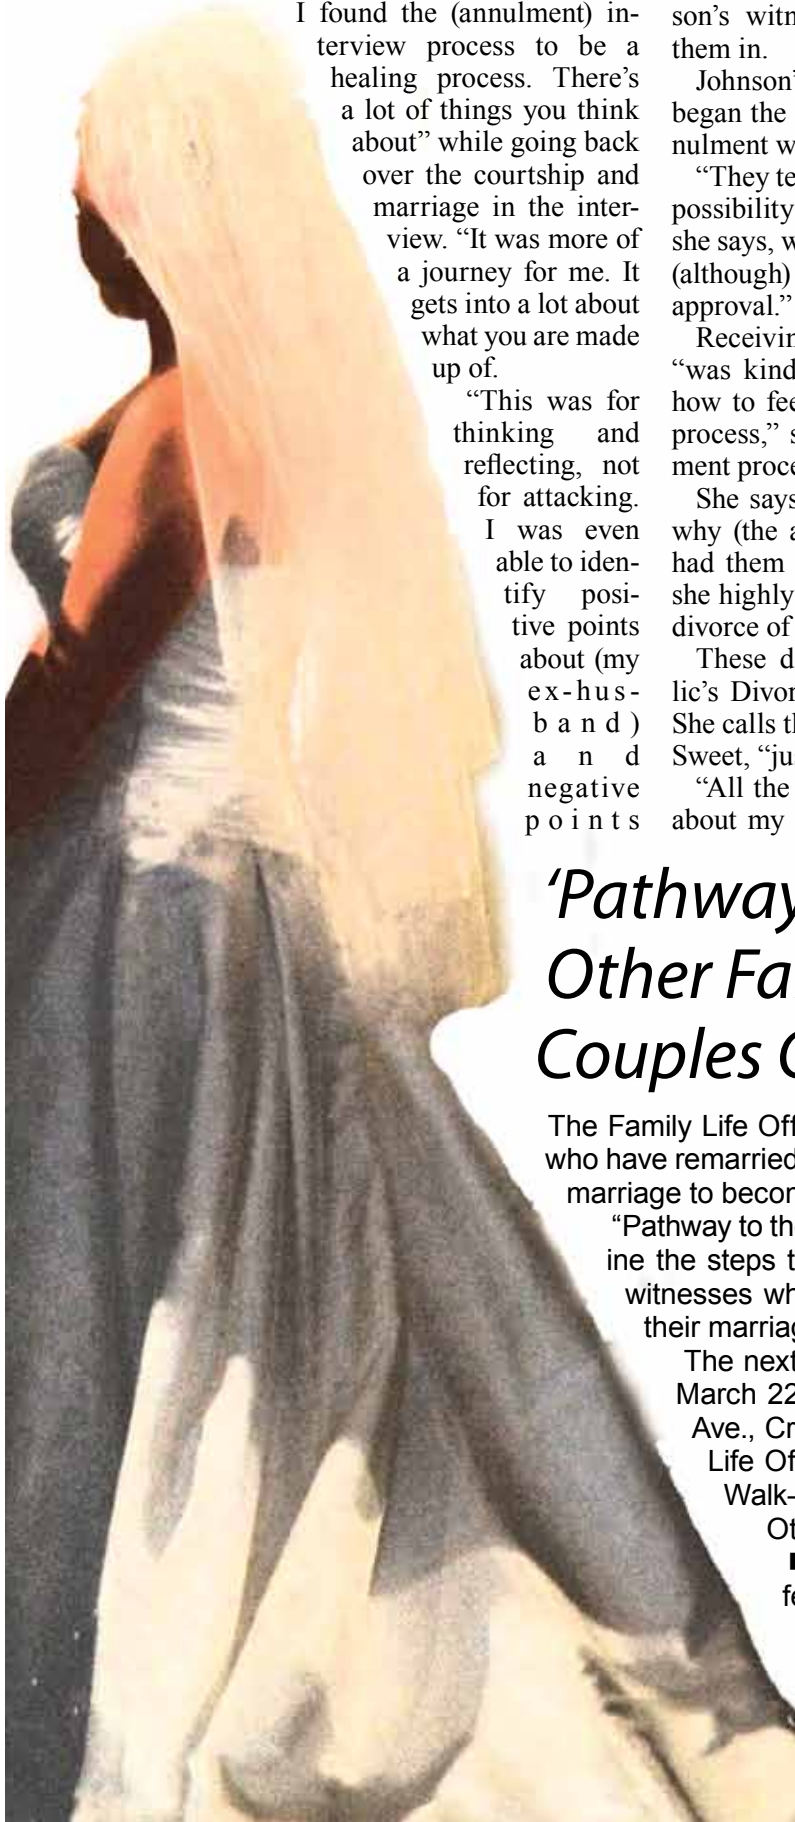 I found the (annulment) in-
terview process to be a
healing process. There’s
a lot of things you think
about” while going back
over the courtship and
marriage in the inter-
view. “It was more of
a journey for me. It
gets into a lot about
what you are made
up of.
“This was for
thinking and
reflecting, not
for attacking.
I was even
able to iden-
tify posi-
tive points
about (my
ex-hus-
band)
and
negative
points
son’s witn
them in.
Johnson’
began the
nulment w
“They te
possibility
she says, w
(although)
approval.”
Receivin
“was kind
how to fee
process,” s
ment proce
She says
why (the a
had them
she highly
divorce of
These d
lic’s Divor
She calls th
Sweet, “jus
“All the
about my
‘Pathway
Other Fa
Couples C
The Family Life Off
who have remarried
marriage to becom
“Pathway to the
ine the steps t
witnesses wh
their marriag
The next
March 22
Ave., Cr
Life Of
Walk-
Ot
fe